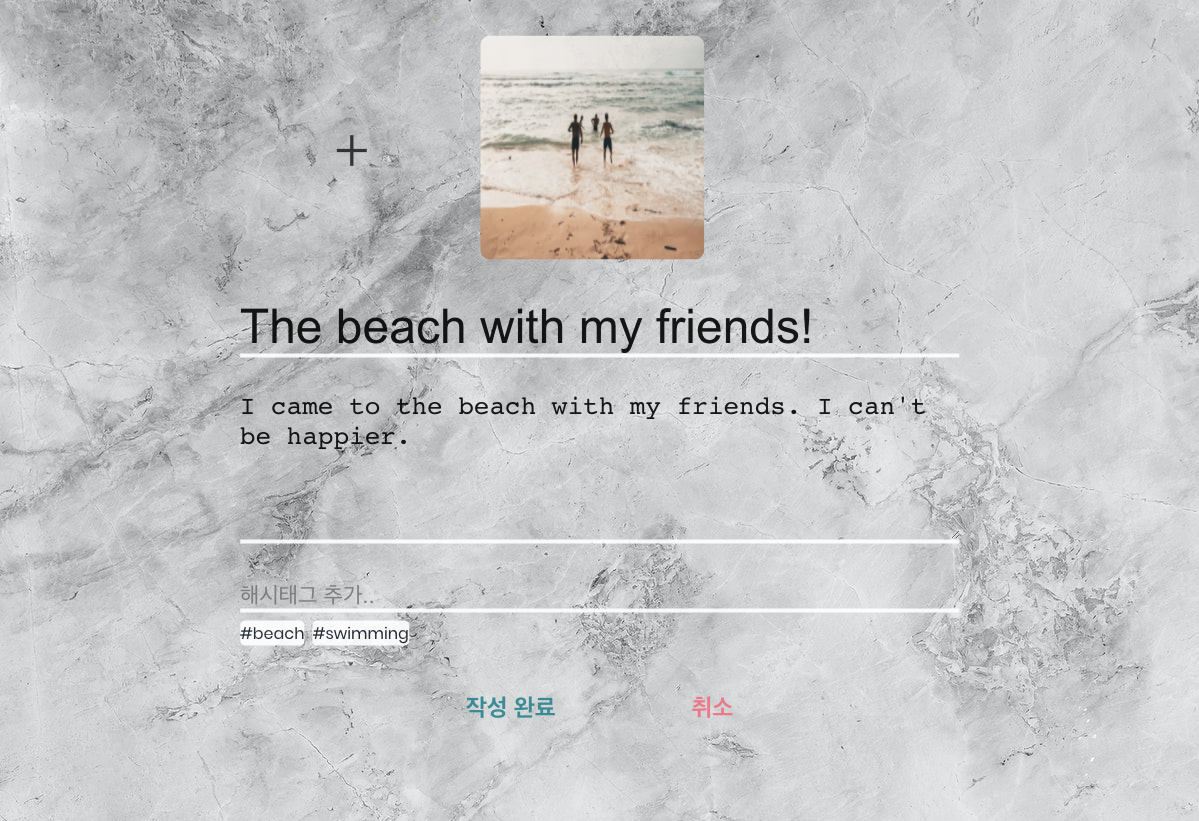 The beach with my friends!
I came to the beach with my friends. I can't
be happier.
해시태그 추가..
#beach #swimming
작성 완료 취소